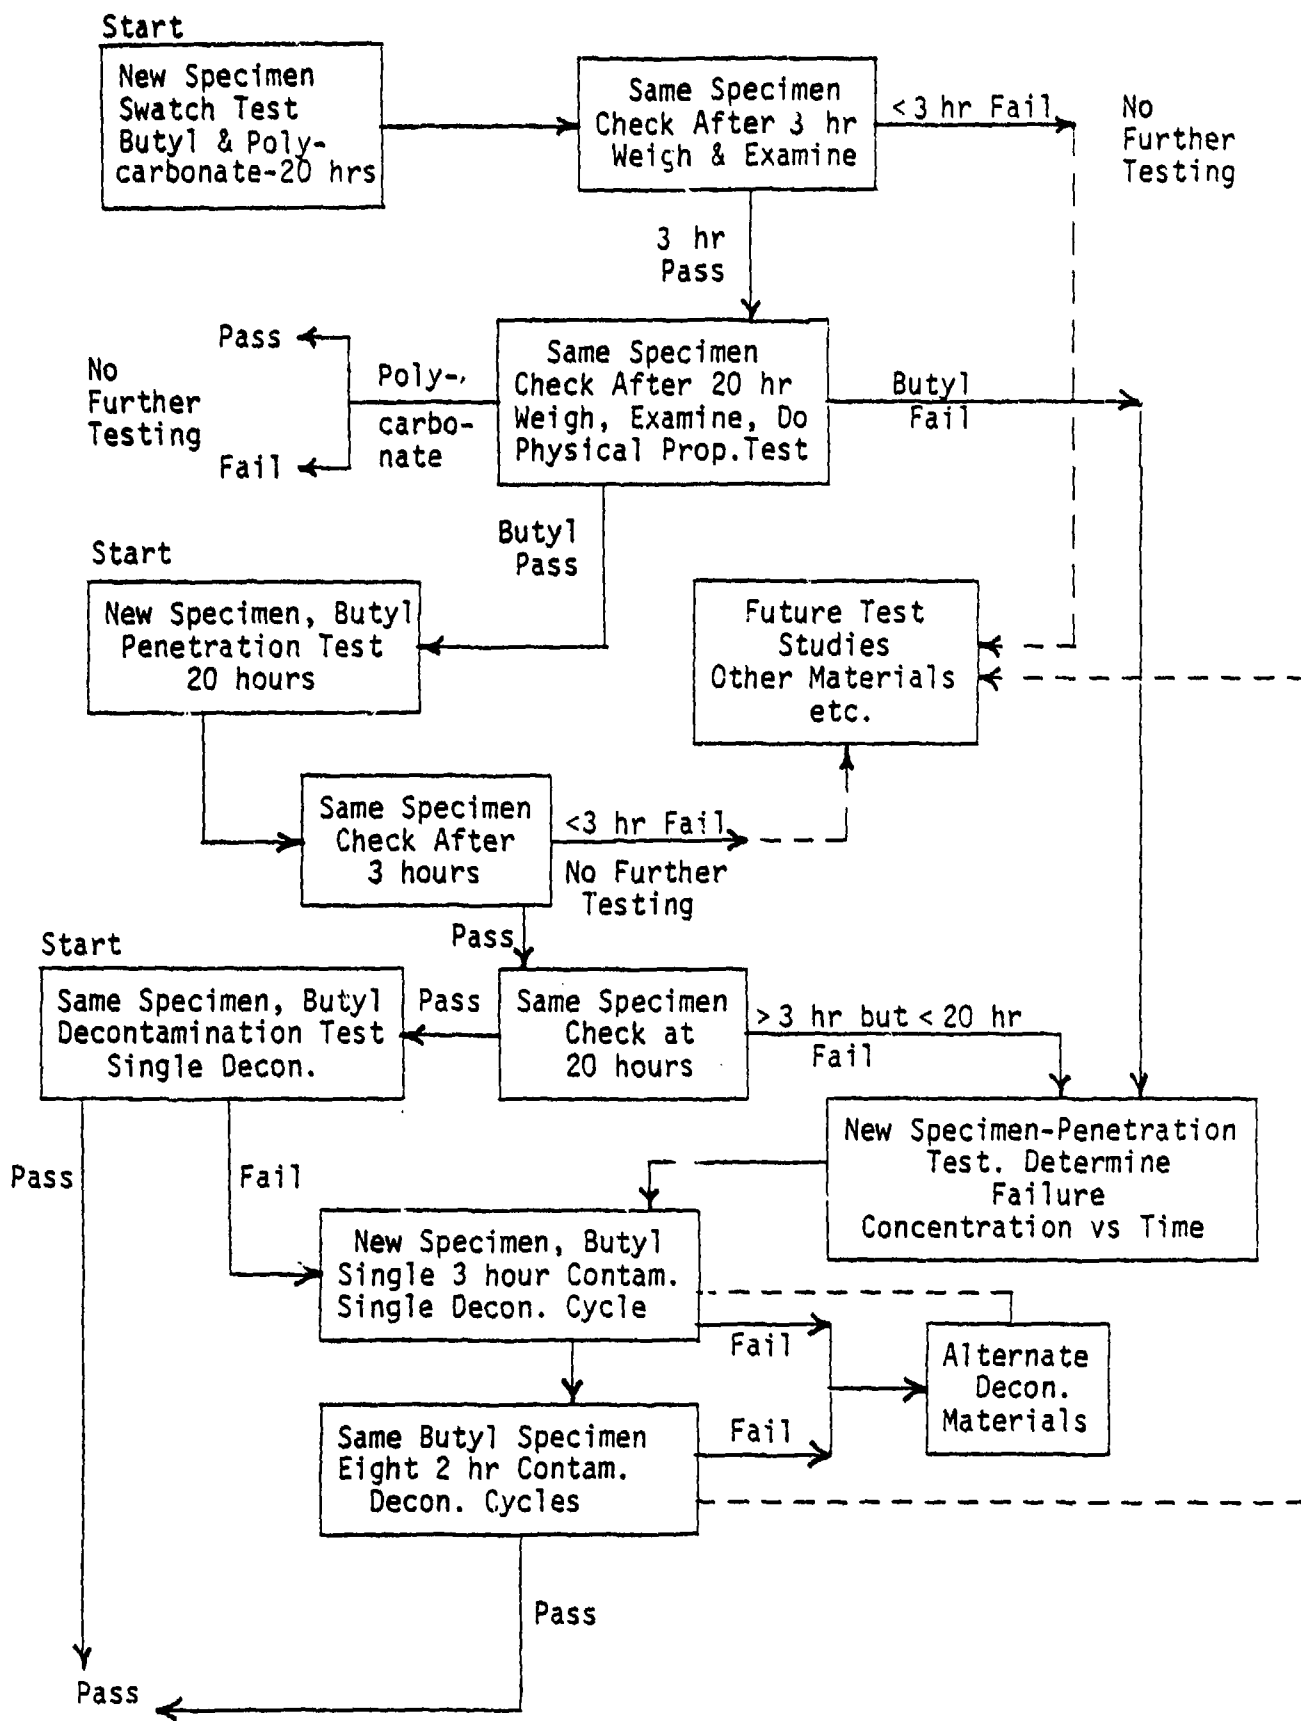 Start
New Specimen
Swatch Test
Butyl & Poly-
carbonate-20 hrs
Same Specimen
Check After 3 hr
Weigh & Examine
<3 hr Fail
No
Further
Testing
3 hr
Pass
Pass
No
Further
Testing
Fail
Poly-
carbo-
nate
Same Specimen
Check After 20 hr
Weigh, Examine, Do
Physical Prop.Test
Butyl
Fail
Butyl
Pass
Start
New Specimen, Butyl
Penetration Test
20 hours
Future Test
Studies
Other Materials
etc.
Same Specimen
Check After
3 hours
<3 hr Fail
No Further
Testing
Pass
Start
Same Specimen, Butyl
Decontamination Test
Single Decon.
Pass
Same Specimen
Check at
20 hours
>3 hr but <20 hr
Fail
New Specimen-Penetration
Test. Determine
Failure
Concentration vs Time
Pass
Fail
New Specimen, Butyl
Single 3 hour Contam.
Single Decon. Cycle
Fail
Alternate
Decon.
Materials
Same Butyl Specimen
Eight 2 hr Contam.
Decon. Cycles
Fail
Pass
Pass